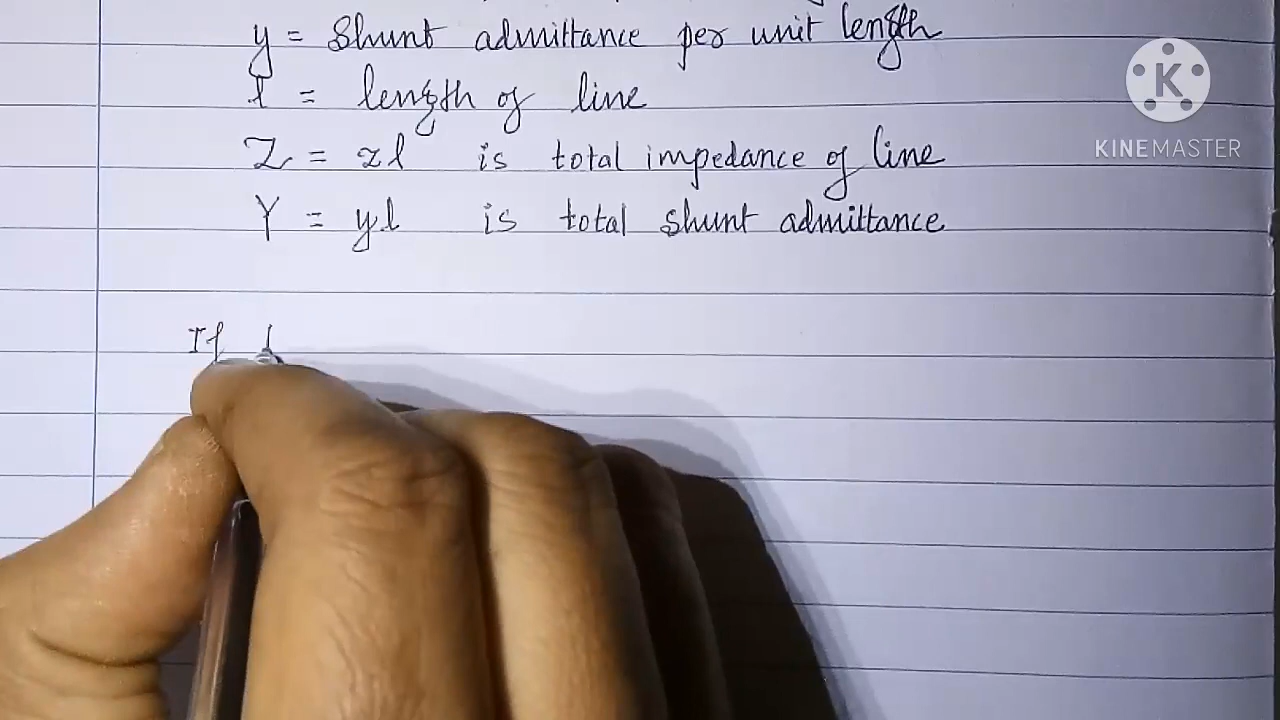 y = Shunt admittance per unit length
l = length of line
Z = zl is total impedance of line
Y = yl is total shunt admittance
If
K
KINEMASTER